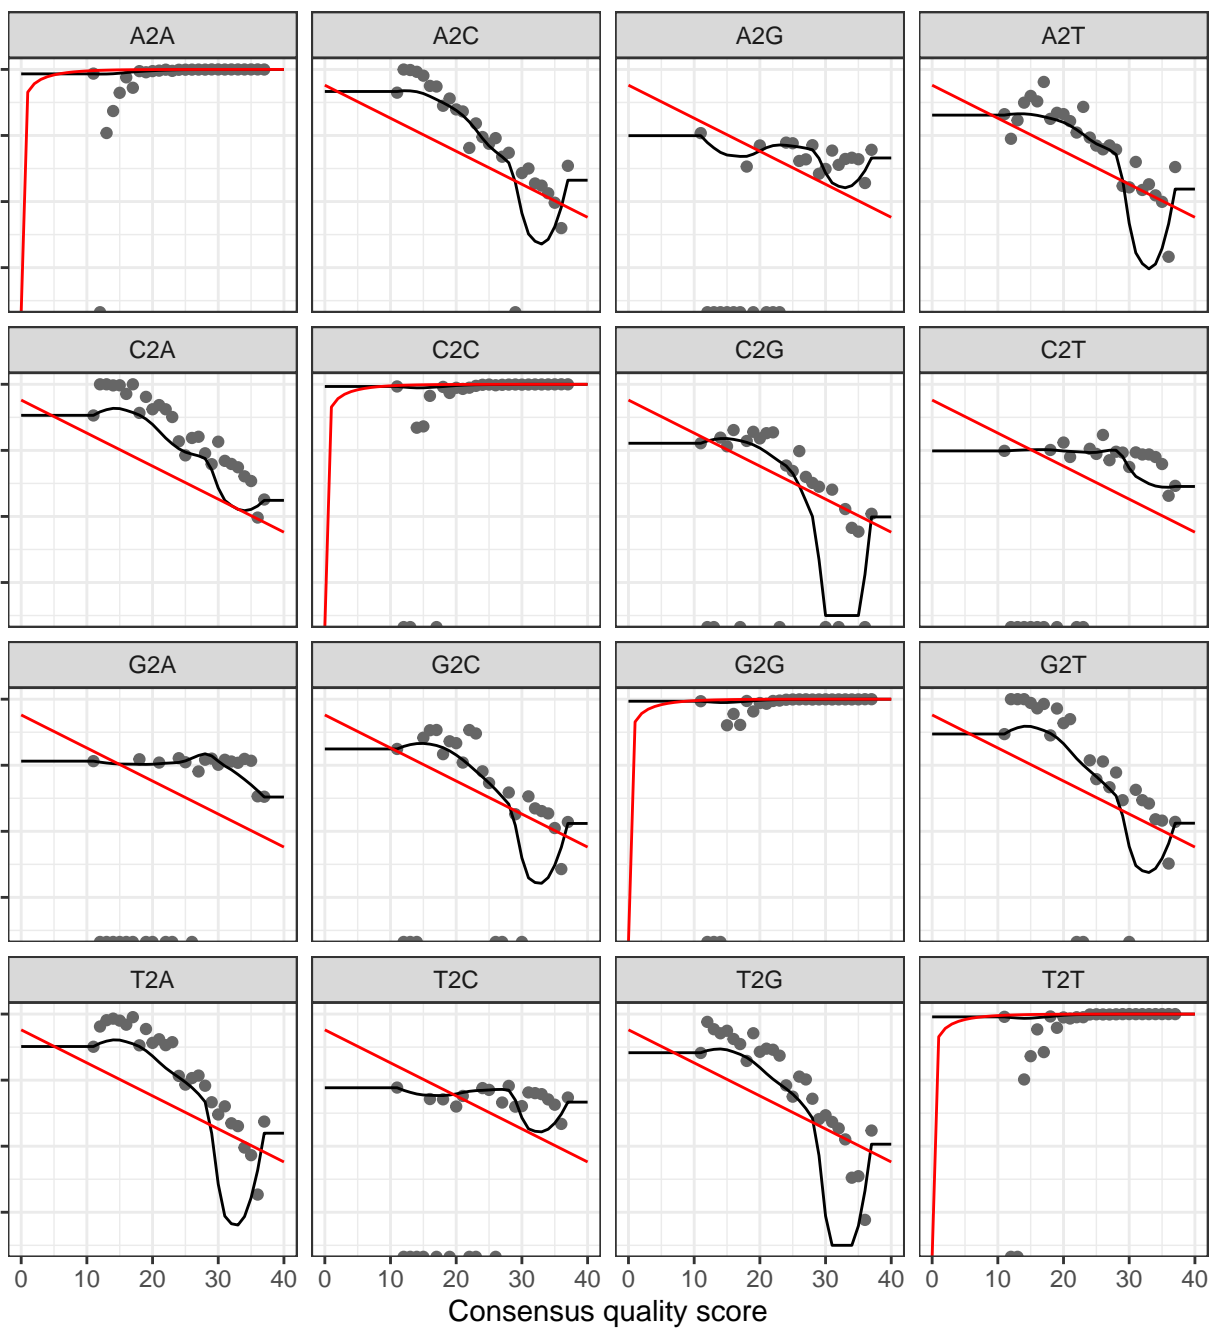 A2A A2C A2G A2T
C2A C2C C2G C2T
G2A G2C G2G G2T
T2A T2C T2G T2T
0 10 20 30 40 0 10 20 30 40 0 10 20 30 40 0 10 20 30 40
Consensus quality score